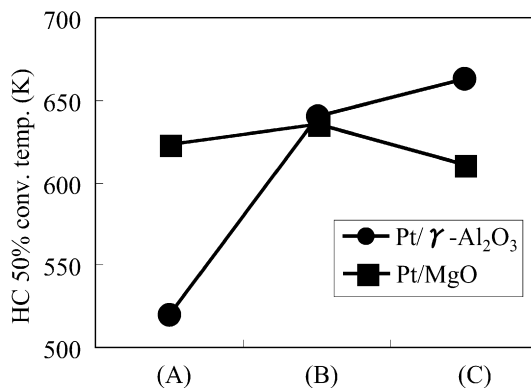 HC 50% conv. temp. (K)
700
650
600
550
500
Pt/ γ -Al₂O₃
Pt/MgO
(A) (B) (C)